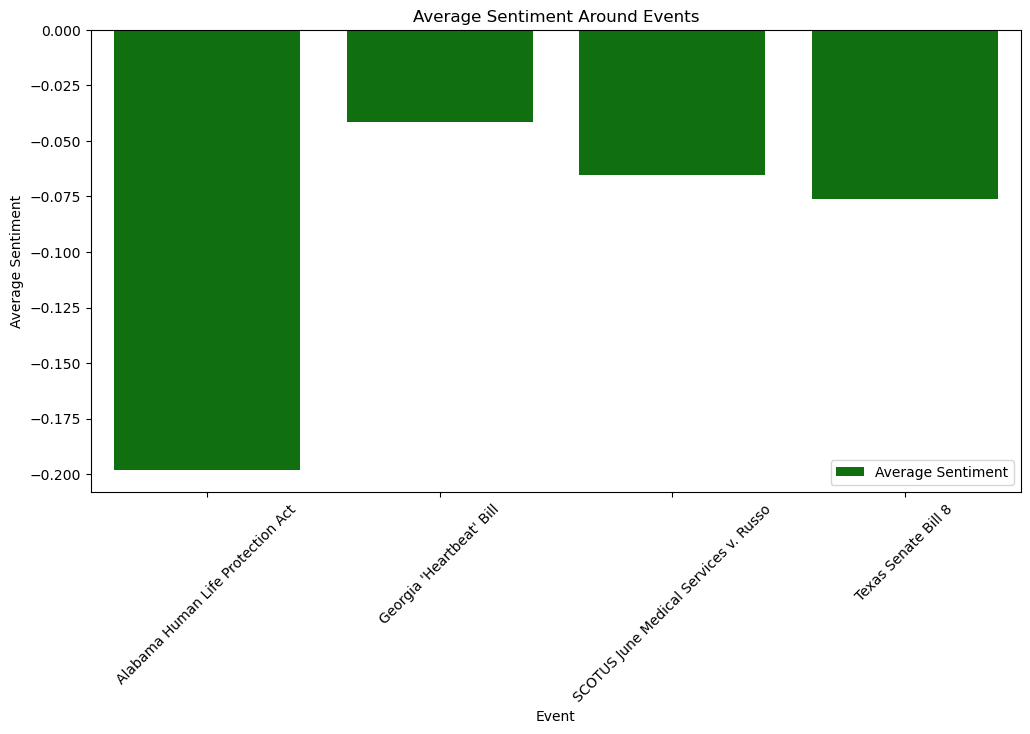 Average Sentiment Around Events
Average Sentiment
0.000
−0.025
−0.050
−0.075
−0.100
−0.125
−0.150
−0.175
−0.200
Average Sentiment
Alabama Human Life Protection Act
Georgia 'Heartbeat' Bill
SCOTUS June Medical Services v. Russo
Texas Senate Bill 8
Event